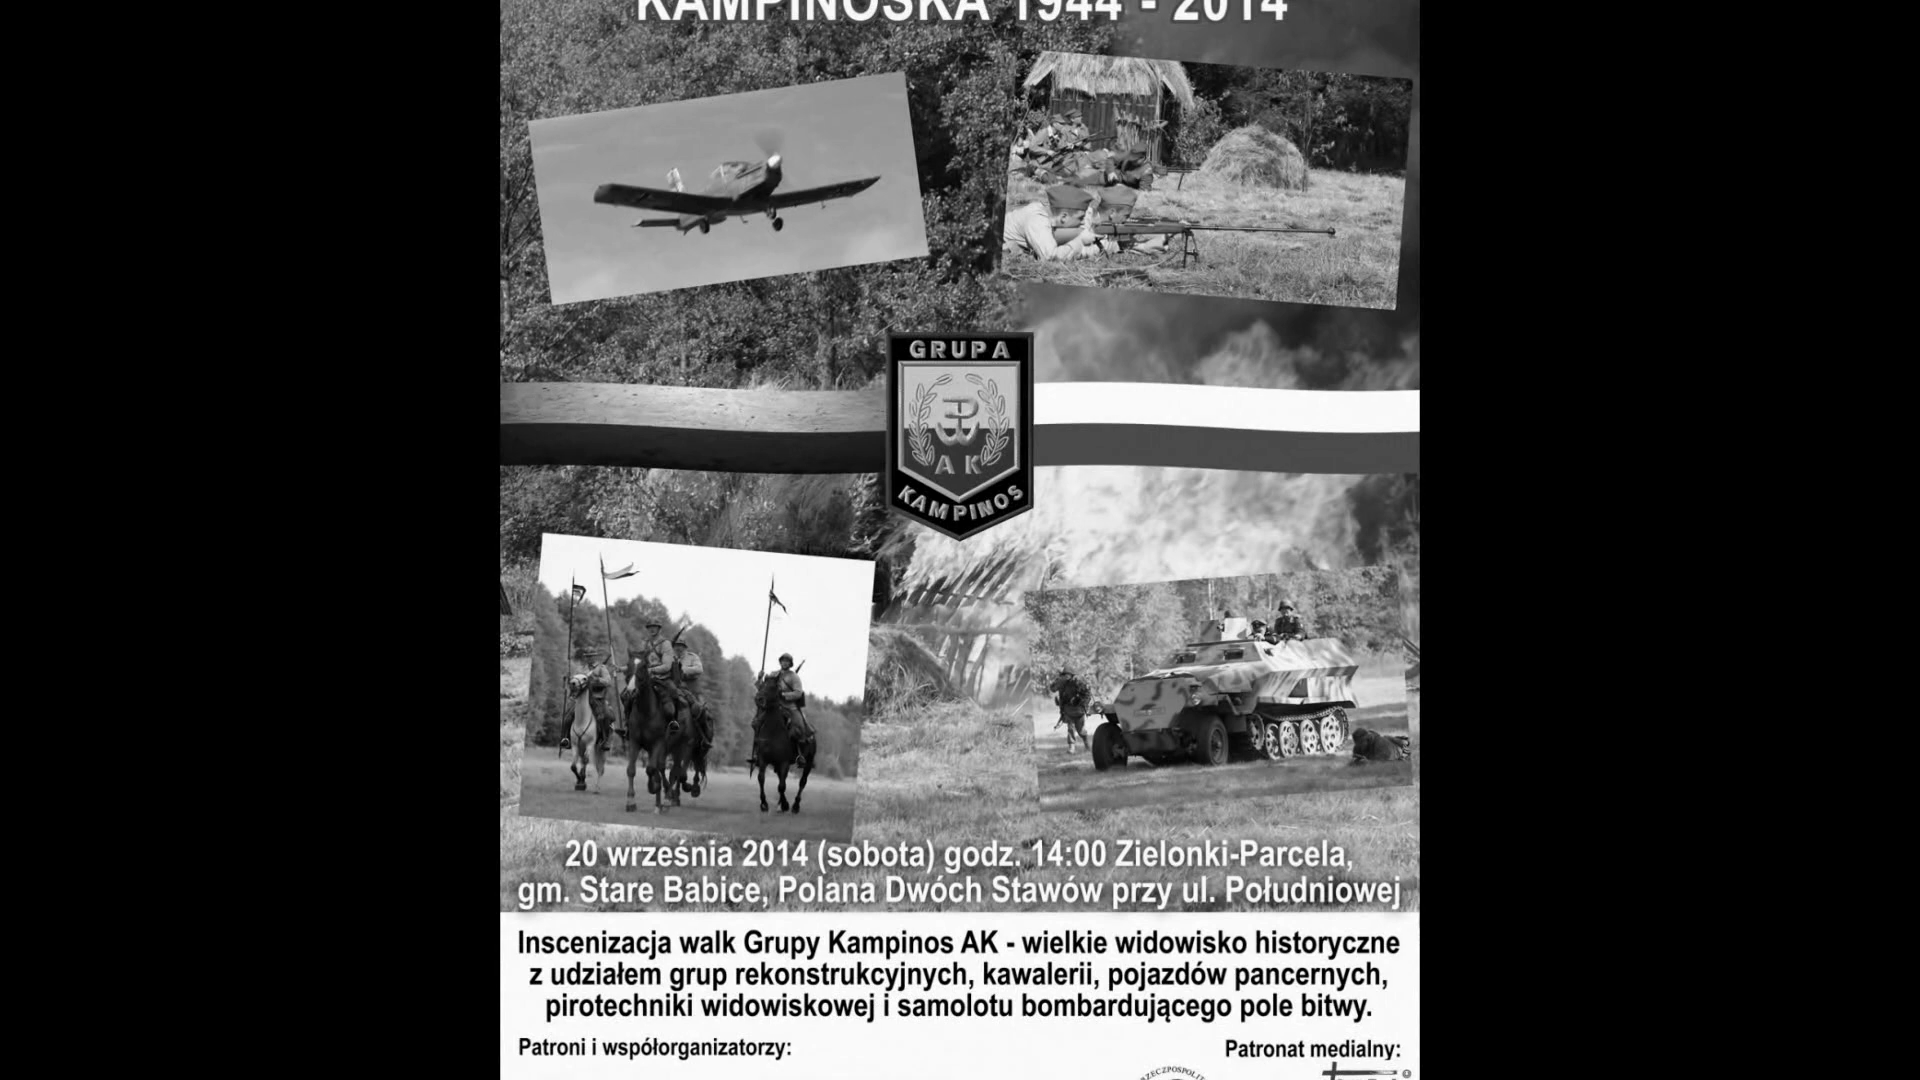 KAMPINOSKA 1944 - 2014
GRUPA
PW
AK
KAMPINOS
20 września 2014 (sobota) godz. 14:00 Zielonki-Parcela,
gm. Stare Babice, Polana Dwóch Stawów przy ul. Południowej
Inscenizacja walk Grupy Kampinos AK - wielkie widowisko historyczne
z udziałem grup rekonstrukcyjnych, kawalerii, pojazdów pancernych,
pirotechniki widowiskowej i samolotu bombardującego pole bitwy.
Patroni i współorganizatorzy:
Patronat medialny: